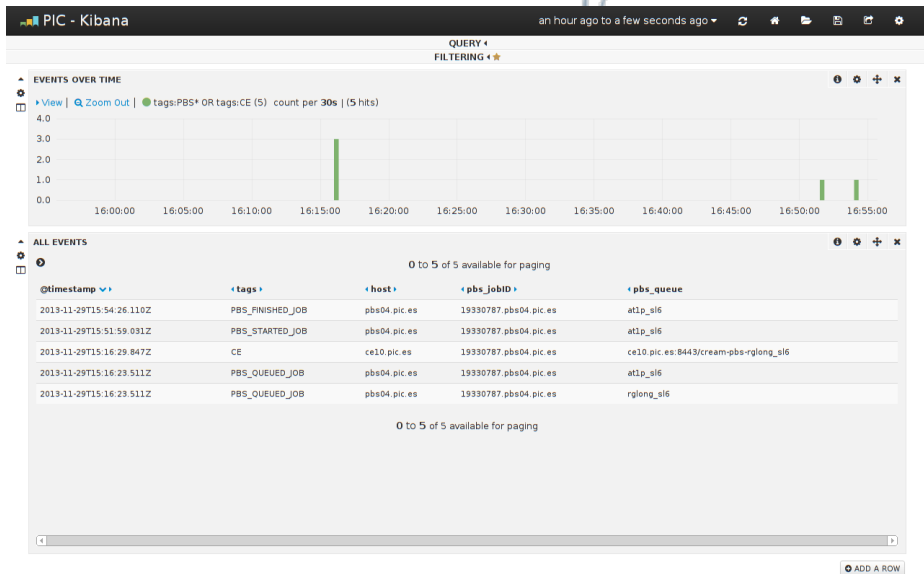 PIC - Kibana
an hour ago to a few seconds ago
QUERY
FILTERING
EVENTS OVER TIME
View | Zoom Out | tags:PBS* OR tags:CE (5) count per 30s | (5 hits)
4.0
3.0
2.0
1.0
0.0
16:00:00 16:05:00 16:10:00 16:15:00 16:20:00 16:25:00 16:30:00 16:35:00 16:40:00 16:45:00 16:50:00 16:55:00
ALL EVENTS
0 to 5 of 5 available for paging
@timestamp tags host pbs_jobID pbs_queue
2013-11-29T15:54:26.110Z PBS_FINISHED_JOB pbs04.pic.es 19330787.pbs04.pic.es at1p_sl6
2013-11-29T15:51:59.031Z PBS_STARTED_JOB pbs04.pic.es 19330787.pbs04.pic.es at1p_sl6
2013-11-29T15:16:29.847Z CE ce10.pic.es 19330787.pbs04.pic.es ce10.pic.es:8443/cream-pbs-rglong_sl6
2013-11-29T15:16:23.511Z PBS_QUEUED_JOB pbs04.pic.es 19330787.pbs04.pic.es at1p_sl6
2013-11-29T15:16:23.511Z PBS_QUEUED_JOB pbs04.pic.es 19330787.pbs04.pic.es rglong_sl6
0 to 5 of 5 available for paging
ADD A ROW